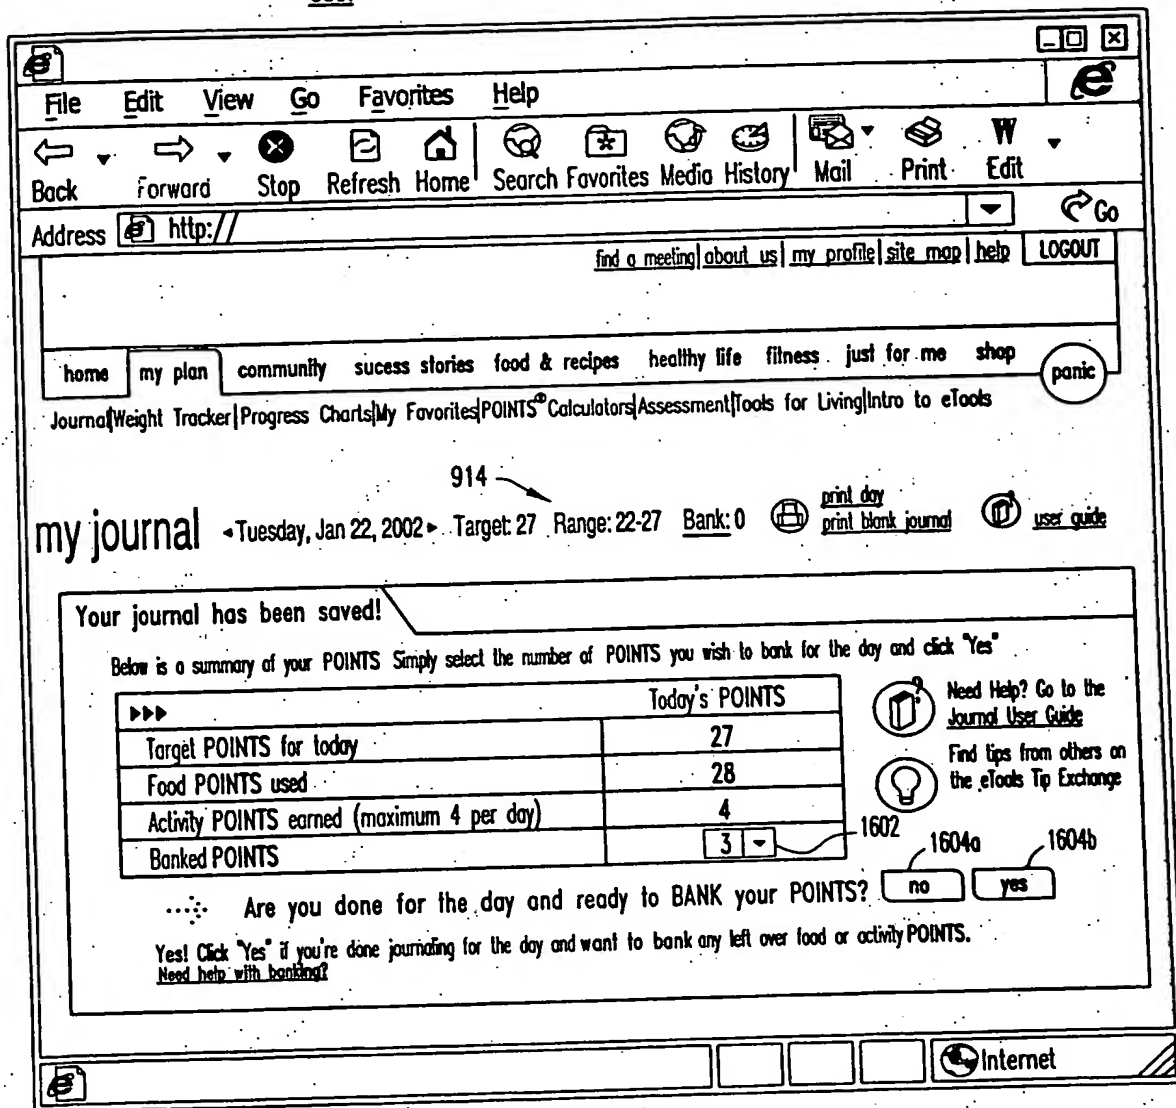 File Edit View Go Favorites Help
Back Forward Stop Refresh Home Search Favorites Media History Mail Print Edit
Address http:// Go
find a meeting|about us|my profile|site map|help LOGOUT
home my plan community sucess stories food & recipes healthy life fitness just for me shop panic
Journal|Weight Tracker|Progress Charts|My Favorites|POINTS® Calculators|Assessment|Tools for Living|Intro to eTools
914
my journal ◂Tuesday, Jan 22, 2002▸ Target: 27 Range: 22-27 Bank: 0 print day
print blank journal user guide
Your journal has been saved!
Below is a summary of your POINTS Simply select the number of POINTS you wish to bank for the day and click "Yes"
▸▸▸ Today's POINTS
Target POINTS for today 27
Food POINTS used 28
Activity POINTS earned (maximum 4 per day) 4
Banked POINTS 3
Need Help? Go to the
Journal User Guide
Find tips from others on
the eTools Tip Exchange
1602 1604a 1604b
Are you done for the day and ready to BANK your POINTS? no yes
Yes! Click "Yes" if you're done journaling for the day and want to bank any left over food or activity POINTS.
Need help with banking?
Internet